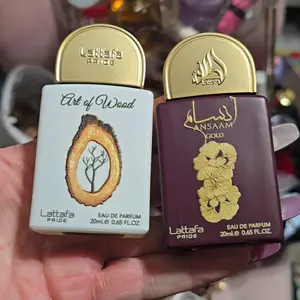 Lattafa
PRIDE
Art of Wood
Lattafa
PRIDE
EAU DE PARFUM
20ml.℮ 0.65 FL.OZ.
أنسام
ANSAAM
GOLD
Lattafa
PRIDE
EAU DE PARFUM
20ml.℮ 0.65 FL.OZ.